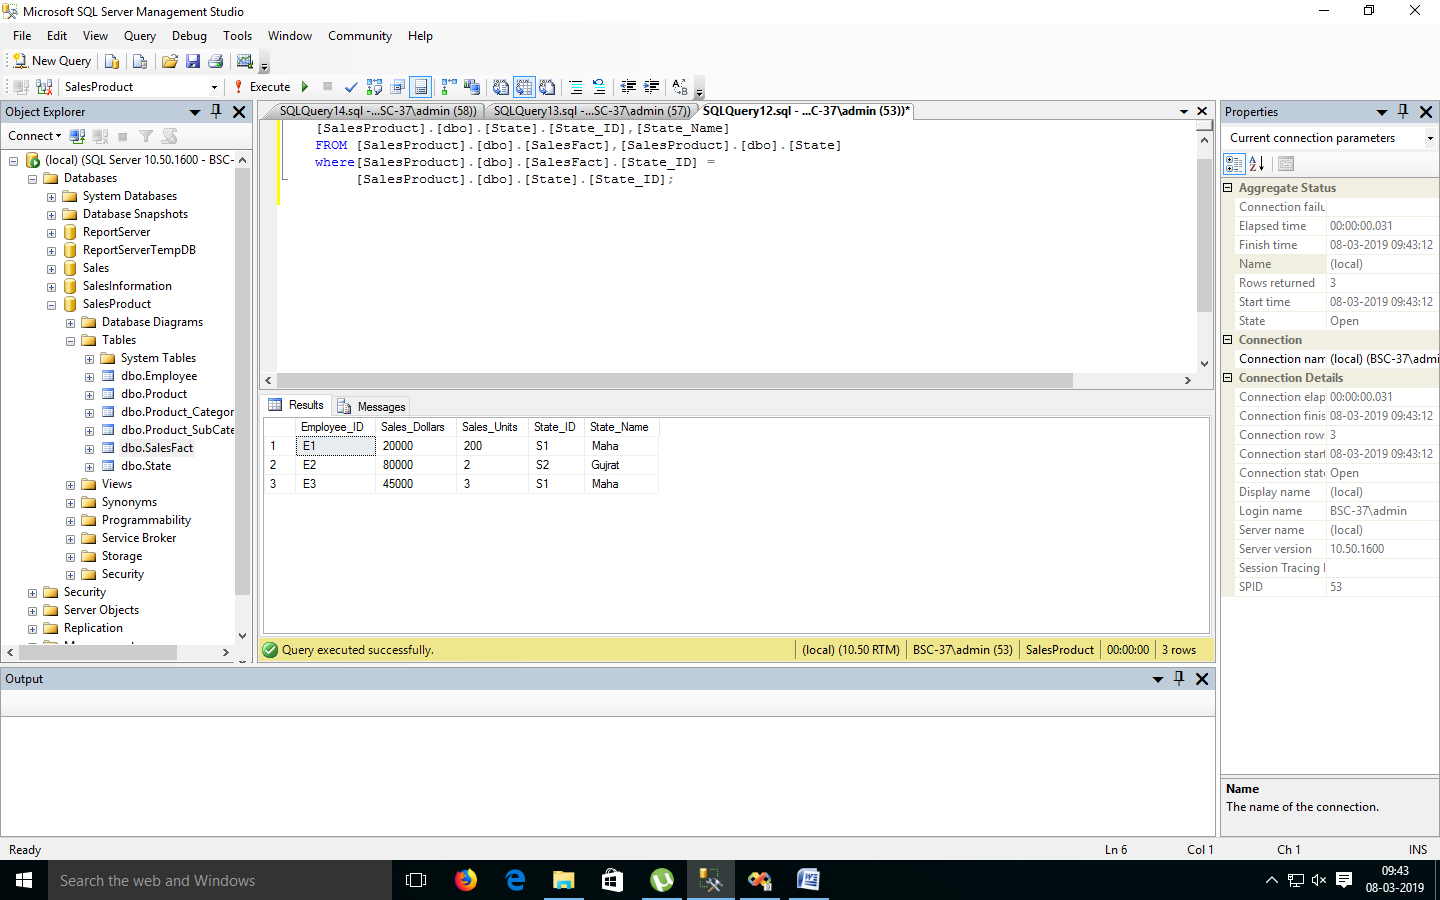 Microsoft SQL Server Management Studio
File Edit View Query Debug Tools Window Community Help
New Query
SalesProduct
Execute
Object Explorer
Connect
(local) (SQL Server 10.50.1600 - BSC-
Databases
System Databases
Database Snapshots
ReportServer
ReportServerTempDB
Sales
SalesInformation
SalesProduct
Database Diagrams
Tables
System Tables
dbo.Employee
dbo.Product
dbo.Product_Categor
dbo.Product_SubCate
dbo.SalesFact
dbo.State
Views
Synonyms
Programmability
Service Broker
Storage
Security
Security
Server Objects
Replication
SQLQuery14.sql -...SC-37\admin (58)) SQLQuery13.sql -...SC-37\admin (57)) SQLQuery12.sql - ...C-37\admin (53))*
[SalesProduct].[dbo].[State].[State_ID],[State_Name]
FROM [SalesProduct].[dbo].[SalesFact],[SalesProduct].[dbo].[State]
where[SalesProduct].[dbo].[SalesFact].[State_ID] =
[SalesProduct].[dbo].[State].[State_ID];
Results Messages
Employee_ID Sales_Dollars Sales_Units State_ID State_Name
1 E1 20000 200 S1 Maha
2 E2 80000 2 S2 Gujrat
3 E3 45000 3 S1 Maha
Query executed successfully. (local) (10.50 RTM) BSC-37\admin (53) SalesProduct 00:00:00 3 rows
Properties
Current connection parameters
Aggregate Status
Connection failu
Elapsed time 00:00:00.031
Finish time 08-03-2019 09:43:12
Name (local)
Rows returned 3
Start time 08-03-2019 09:43:12
State Open
Connection
Connection nam (local) (BSC-37\admi
Connection Details
Connection elap 00:00:00.031
Connection finis 08-03-2019 09:43:12
Connection row: 3
Connection start 08-03-2019 09:43:12
Connection stat Open
Display name (local)
Login name BSC-37\admin
Server name (local)
Server version 10.50.1600
Session Tracing I
SPID 53
Name
The name of the connection.
Output
Ready Ln 6 Col 1 Ch 1 INS
Search the web and Windows
09:43
08-03-2019